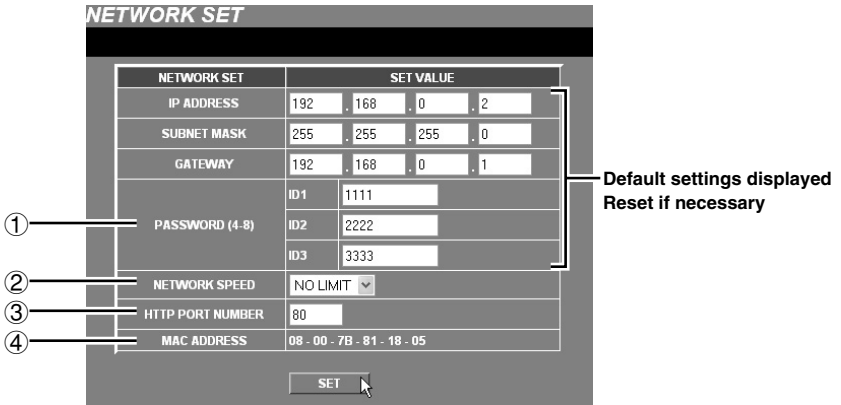 NETWORK SET
NETWORK SET SET VALUE
IP ADDRESS 192 . 168 . 0 . 2
SUBNET MASK 255 . 255 . 255 . 0
GATEWAY 192 . 168 . 0 . 1
Default settings displayed
Reset if necessary
① PASSWORD (4-8)
ID1 1111
ID2 2222
ID3 3333
② NETWORK SPEED NO LIMIT
③ HTTP PORT NUMBER 80
④ MAC ADDRESS 08 - 00 - 7B - 81 - 18 - 05
SET